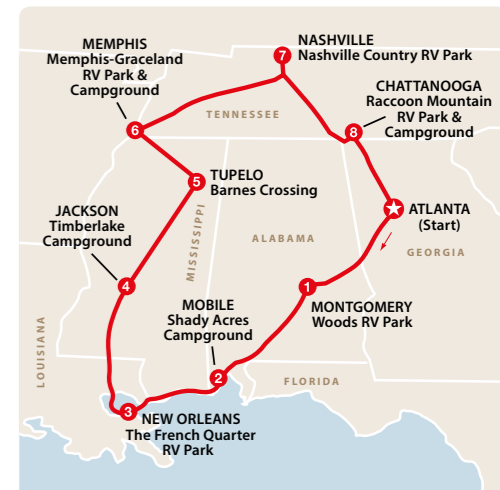 NASHVILLE
Nashville Country RV Park
7
MEMPHIS
Memphis-Graceland
RV Park &
Campground
CHATTANOOGA
Raccoon Mountain
RV Park &
Campground
TENNESSEE
6
8
5
TUPELO
Barnes Crossing
ATLANTA
(Start)
JACKSON
Timberlake
Campground
MISSISSIPPI
ALABAMA
GEORGIA
4
1
MOBILE
Shady Acres
Campground
MONTGOMERY
Woods RV Park
LOUISIANA
2
FLORIDA
3
NEW ORLEANS
The French Quarter
RV Park